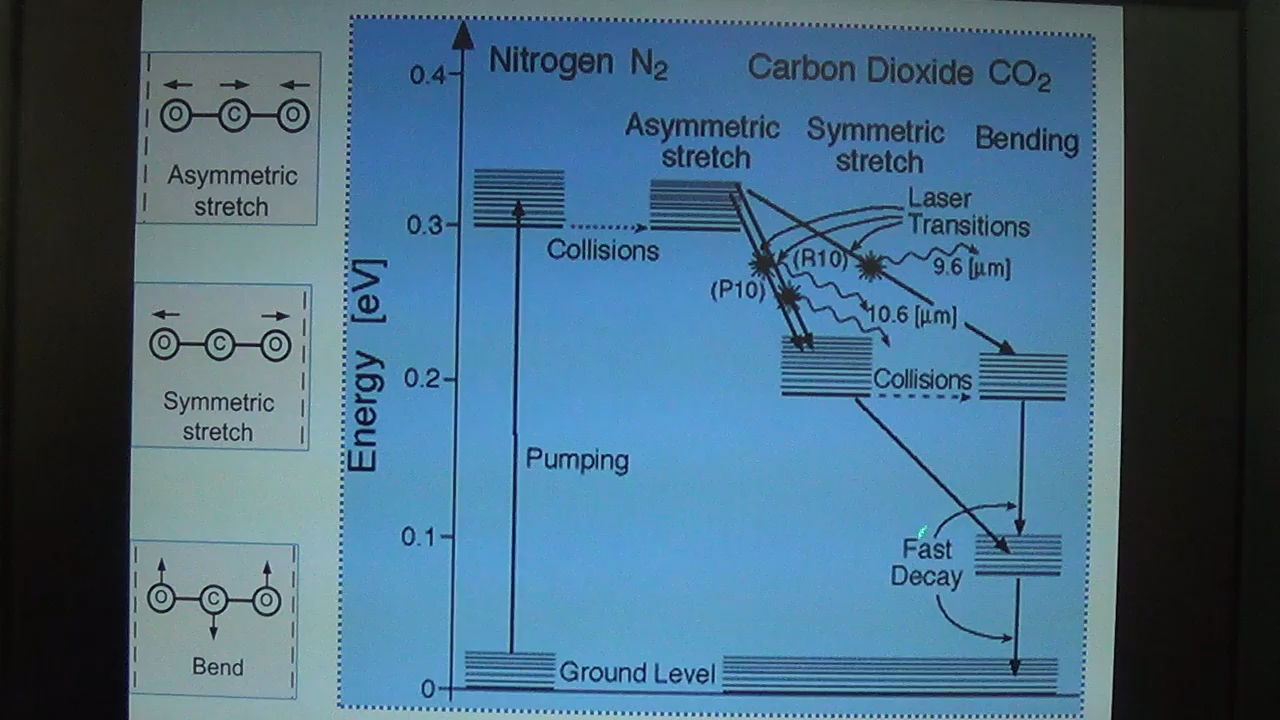 O C O
Asymmetric
stretch
O C O
Symmetric
stretch
O C O
Bend
Energy [eV]
0.4
0.3
0.2
0.1
0
Nitrogen N₂
Carbon Dioxide CO₂
Asymmetric
stretch
Symmetric
stretch
Bending
Laser
Transitions
Collisions
(R10)
9.6 [μm]
(P10)
10.6 [μm]
Collisions
Pumping
Fast
Decay
Ground Level